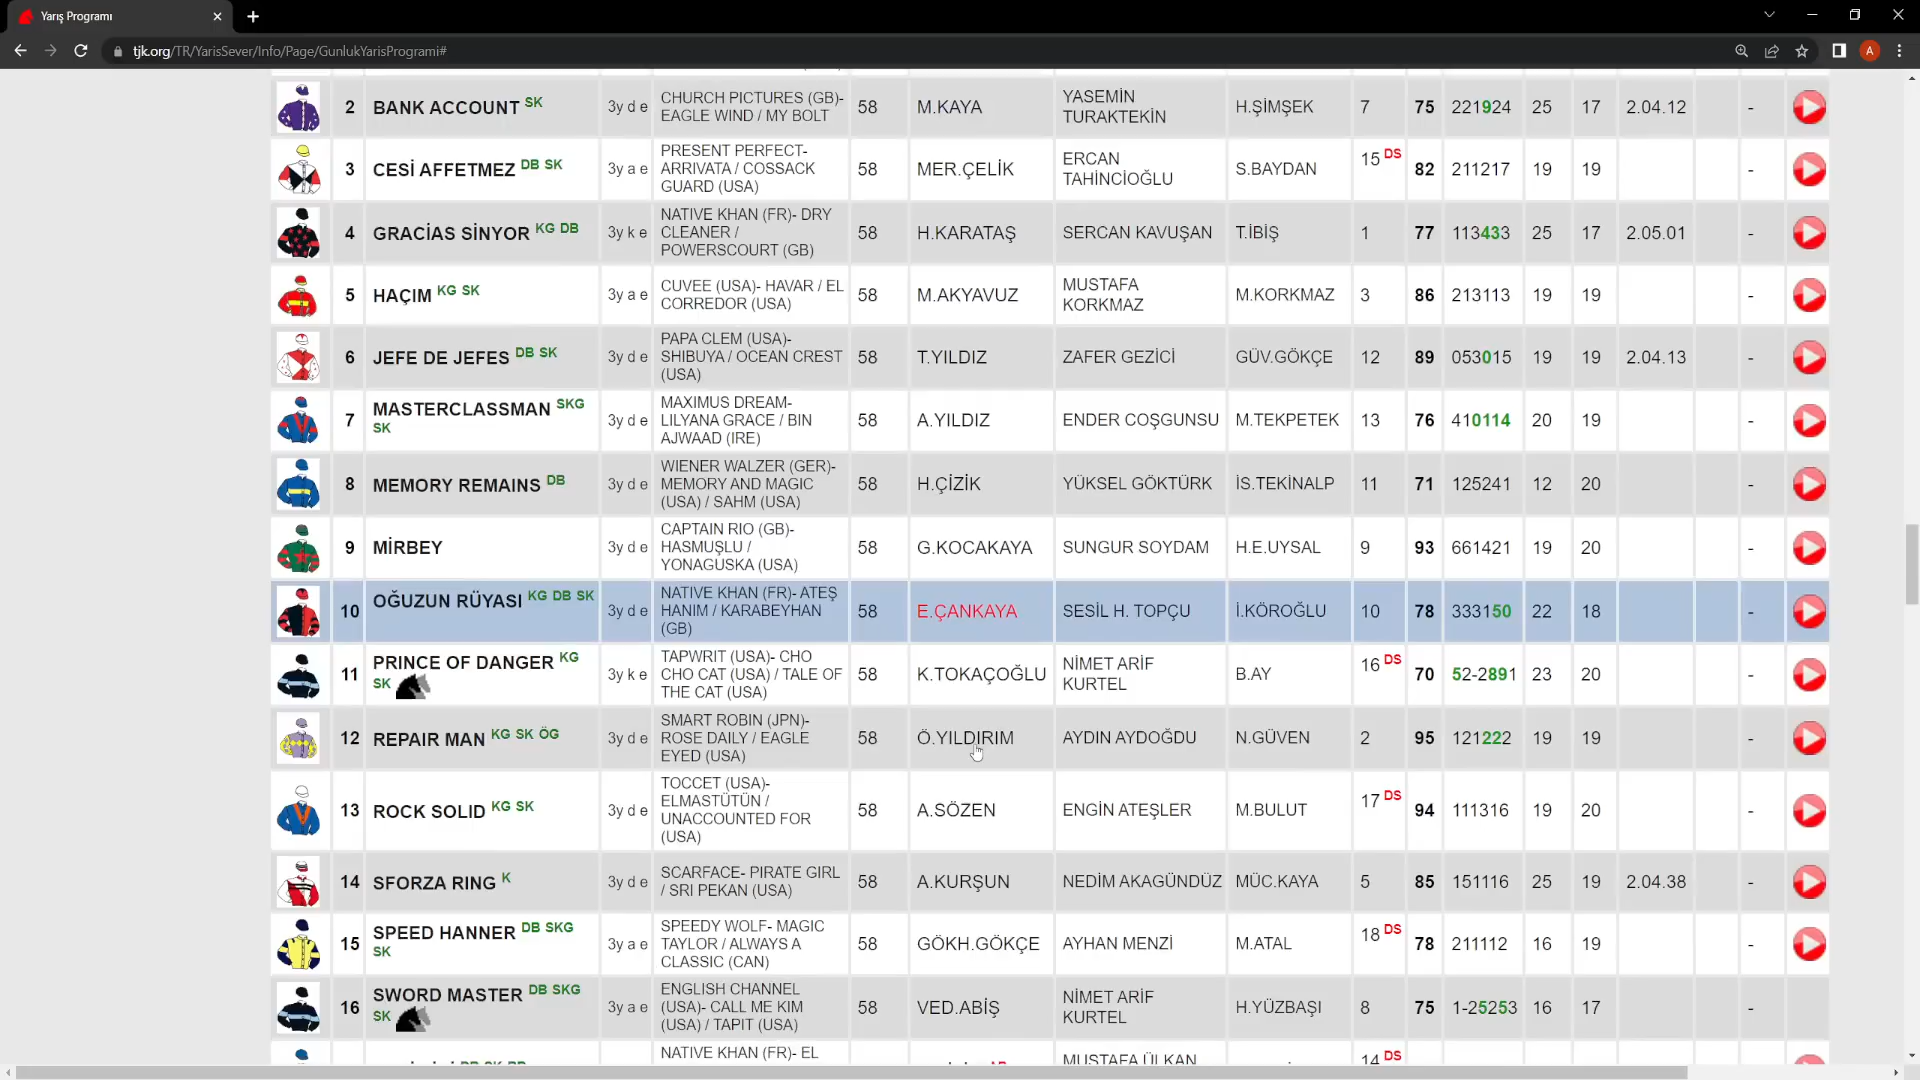 Yarış Programı
tjk.org/TR/YarisSever/Info/Page/GunlukYarisProgrami#
A
2 BANK ACCOUNT SK 3y d e CHURCH PICTURES (GB)- EAGLE WIND / MY BOLT 58 M.KAYA YASEMİN TURAKTEKİN H.ŞİMŞEK 7 75 221924 25 17 2.04.12 -
3 CESİ AFFETMEZ DB SK 3y a e PRESENT PERFECT- ARRIVATA / COSSACK GUARD (USA) 58 MER.ÇELİK ERCAN TAHİNCİOĞLU S.BAYDAN 15 DS 82 211217 19 19 -
4 GRACİAS SİNYOR KG DB 3y k e NATIVE KHAN (FR)- DRY CLEANER / POWERSCOURT (GB) 58 H.KARATAŞ SERCAN KAVUŞAN T.İBİŞ 1 77 113433 25 17 2.05.01 -
5 HAÇIM KG SK 3y a e CUVEE (USA)- HAVAR / EL CORREDOR (USA) 58 M.AKYAVUZ MUSTAFA KORKMAZ M.KORKMAZ 3 86 213113 19 19 -
6 JEFE DE JEFES DB SK 3y d e PAPA CLEM (USA)- SHIBUYA / OCEAN CREST (USA) 58 T.YILDIZ ZAFER GEZİCİ GÜV.GÖKÇE 12 89 053015 19 19 2.04.13 -
7 MASTERCLASSMAN SKG SK 3y d e MAXIMUS DREAM- LILYANA GRACE / BIN AJWAAD (IRE) 58 A.YILDIZ ENDER COŞGUNSU M.TEKPETEK 13 76 410114 20 19 -
8 MEMORY REMAINS DB 3y d e WIENER WALZER (GER)- MEMORY AND MAGIC (USA) / SAHM (USA) 58 H.ÇİZİK YÜKSEL GÖKTÜRK İS.TEKİNALP 11 71 125241 12 20 -
9 MİRBEY 3y d e CAPTAIN RIO (GB)- HASMUŞLU / YONAGUSKA (USA) 58 G.KOCAKAYA SUNGUR SOYDAM H.E.UYSAL 9 93 661421 19 20 -
10 OĞUZUN RÜYASI KG DB SK 3y d e NATIVE KHAN (FR)- ATEŞ HANIM / KARABEYHAN (GB) 58 E.ÇANKAYA SESİL H. TOPÇU İ.KÖROĞLU 10 78 333150 22 18 -
11 PRINCE OF DANGER KG SK 3y k e TAPWRIT (USA)- CHO CHO CAT (USA) / TALE OF THE CAT (USA) 58 K.TOKAÇOĞLU NİMET ARİF KURTEL B.AY 16 DS 70 52-2891 23 20 -
12 REPAIR MAN KG SK ÖG 3y d e SMART ROBIN (JPN)- ROSE DAILY / EAGLE EYED (USA) 58 Ö.YILDIRIM AYDIN AYDOĞDU N.GÜVEN 2 95 121222 19 19 -
13 ROCK SOLID KG SK 3y d e TOCCET (USA)- ELMASTÜTÜN / UNACCOUNTED FOR (USA) 58 A.SÖZEN ENGİN ATEŞLER M.BULUT 17 DS 94 111316 19 20 -
14 SFORZA RING K 3y d e SCARFACE- PIRATE GIRL / SRI PEKAN (USA) 58 A.KURŞUN NEDİM AKAGÜNDÜZ MÜC.KAYA 5 85 151116 25 19 2.04.38 -
15 SPEED HANNER DB SKG SK 3y a e SPEEDY WOLF- MAGIC TAYLOR / ALWAYS A CLASSIC (CAN) 58 GÖKH.GÖKÇE AYHAN MENZİ M.ATAL 18 DS 78 211112 16 19 -
16 SWORD MASTER DB SKG SK 3y a e ENGLISH CHANNEL (USA)- CALL ME KIM (USA) / TAPIT (USA) 58 VED.ABİŞ NİMET ARİF KURTEL H.YÜZBAŞI 8 75 1-25253 16 17 -
NATIVE KHAN (FR)- EL MUSTAFA ÜLKAN 14 DS